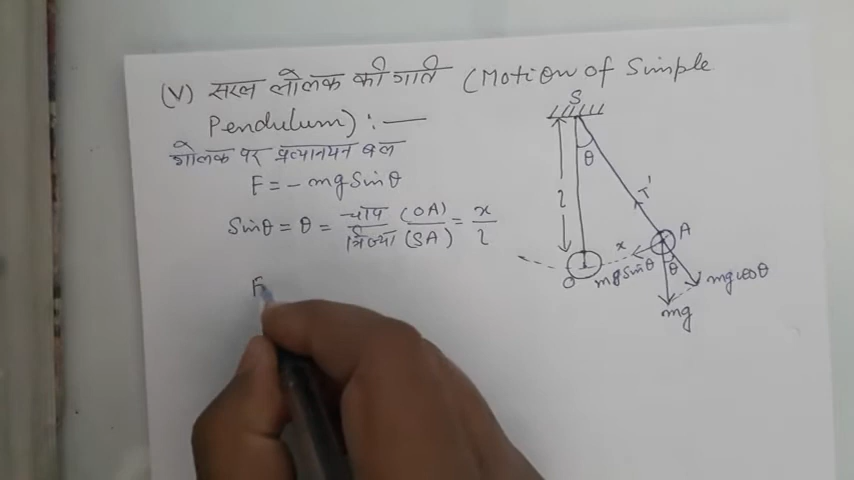 (V) सरल लोलक की गति (Motion of Simple
Pendulum) : —
गोलक पर प्रत्यानयन बल
F = - mg Sinθ
Sinθ = θ = चाप (OA) / त्रिज्या (SA) = x / l
F
S
θ
l
T'
A
x
O
mg Sinθ
θ
mg cosθ
mg